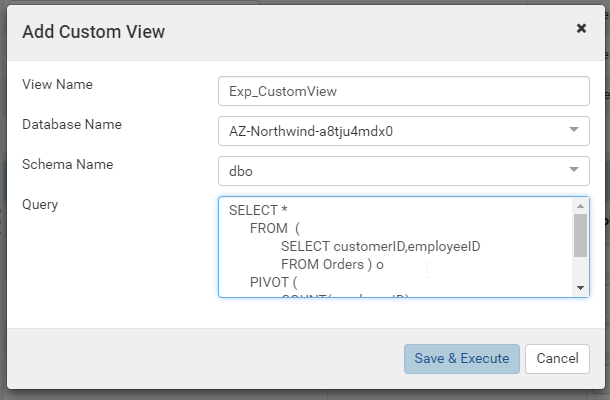 Add Custom View
×
View Name
Exp_CustomView
Database Name
AZ-Northwind-a8tju4mdx0
Schema Name
dbo
Query
SELECT *
FROM (
SELECT customerID,employeeID
FROM Orders ) o
PIVOT (
Save & Execute
Cancel